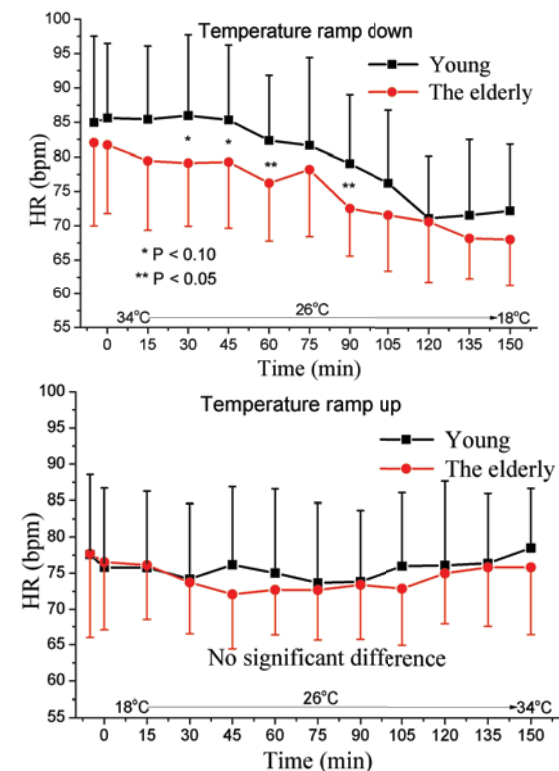 Temperature ramp down
Young
The elderly
HR (bpm)
100
95
90
85
80
75
70
65
60
55
* * ** **
* P < 0.10
** P < 0.05
34°C 26°C 18°C
0 15 30 45 60 75 90 105 120 135 150
Time (min)
Temperature ramp up
Young
The elderly
HR (bpm)
100
95
90
85
80
75
70
65
60
55
No significant difference
18°C 26°C 34°C
0 15 30 45 60 75 90 105 120 135 150
Time (min)